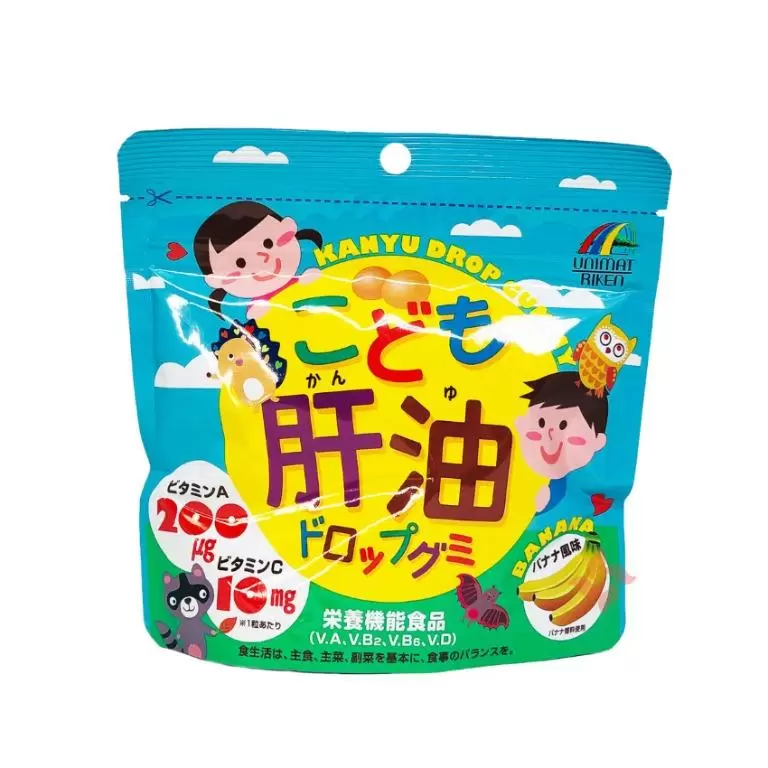 UNIMAT
RIKEN
KANYU DROP GUMMY
こども
かんゆ
肝油
ドロップグミ
ビタミンA
200μg
ビタミンC
10mg
※1粒あたり
BANANA
バナナ風味
バナナ香料使用
栄養機能食品
(V.A、V.B₂、V.B₆、V.D)
食生活は、主食、主菜、副菜を基本に、食事のバランスを。